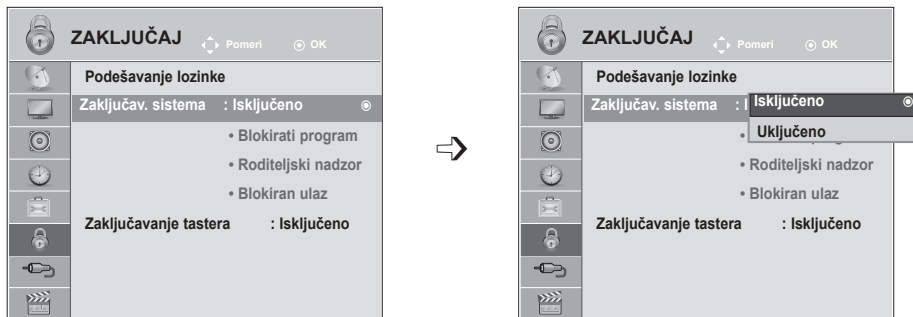 ZAKLJUČAJ Pomeri OK
Podešavanje lozinke
Zaključav. sistema : Isključeno
• Blokirati program
• Roditeljski nadzor
• Blokiran ulaz
Zaključavanje tastera : Isključeno
ZAKLJUČAJ Pomeri OK
Podešavanje lozinke
Zaključav. sistema : I
Isključeno
Uključeno
• Roditeljski nadzor
• Blokiran ulaz
Zaključavanje tastera : Isključeno